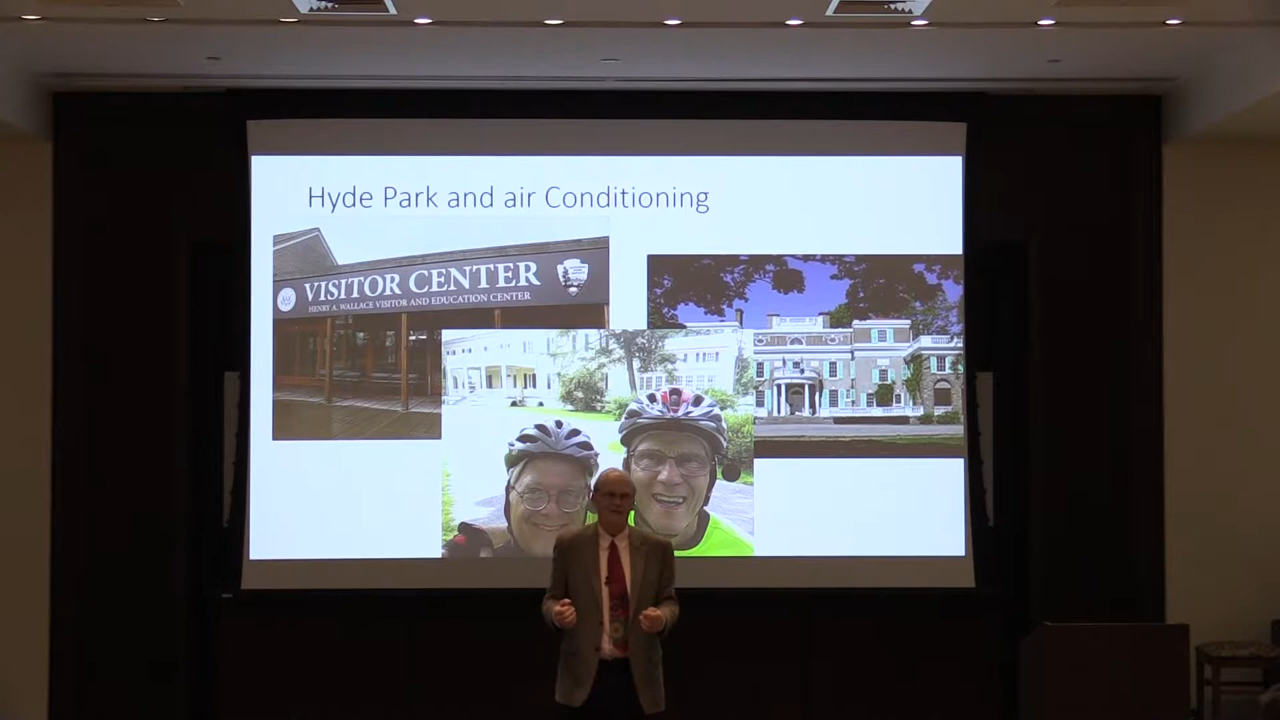 Hyde Park and air Conditioning
VISITOR CENTER
HENRY A. WALLACE VISITOR AND EDUCATION CENTER